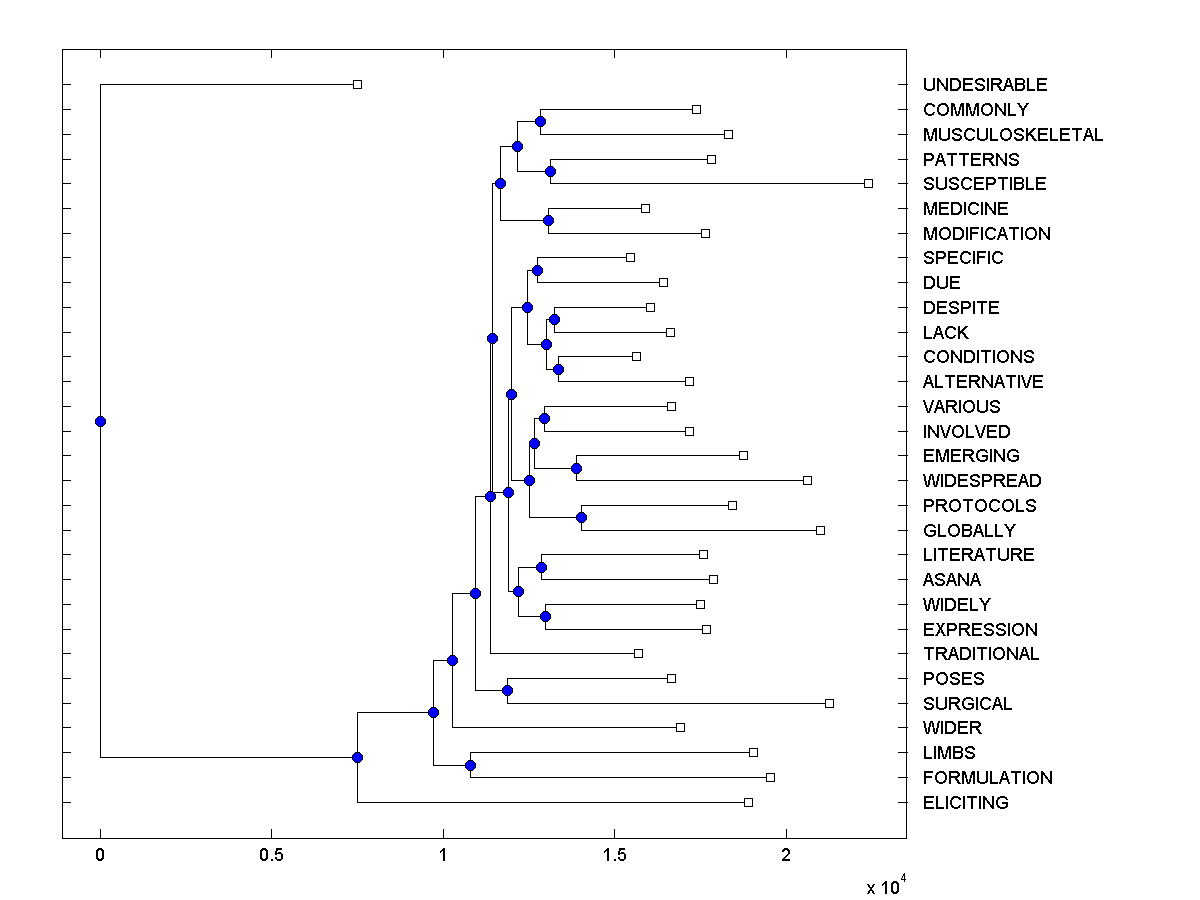 UNDESIRABLE
COMMONLY
MUSCULOSKELETAL
PATTERNS
SUSCEPTIBLE
MEDICINE
MODIFICATION
SPECIFIC
DUE
DESPITE
LACK
CONDITIONS
ALTERNATIVE
VARIOUS
INVOLVED
EMERGING
WIDESPREAD
PROTOCOLS
GLOBALLY
LITERATURE
ASANA
WIDELY
EXPRESSION
TRADITIONAL
POSES
SURGICAL
WIDER
LIMBS
FORMULATION
ELICITING
0 0.5 1 1.5 2
x 10^4